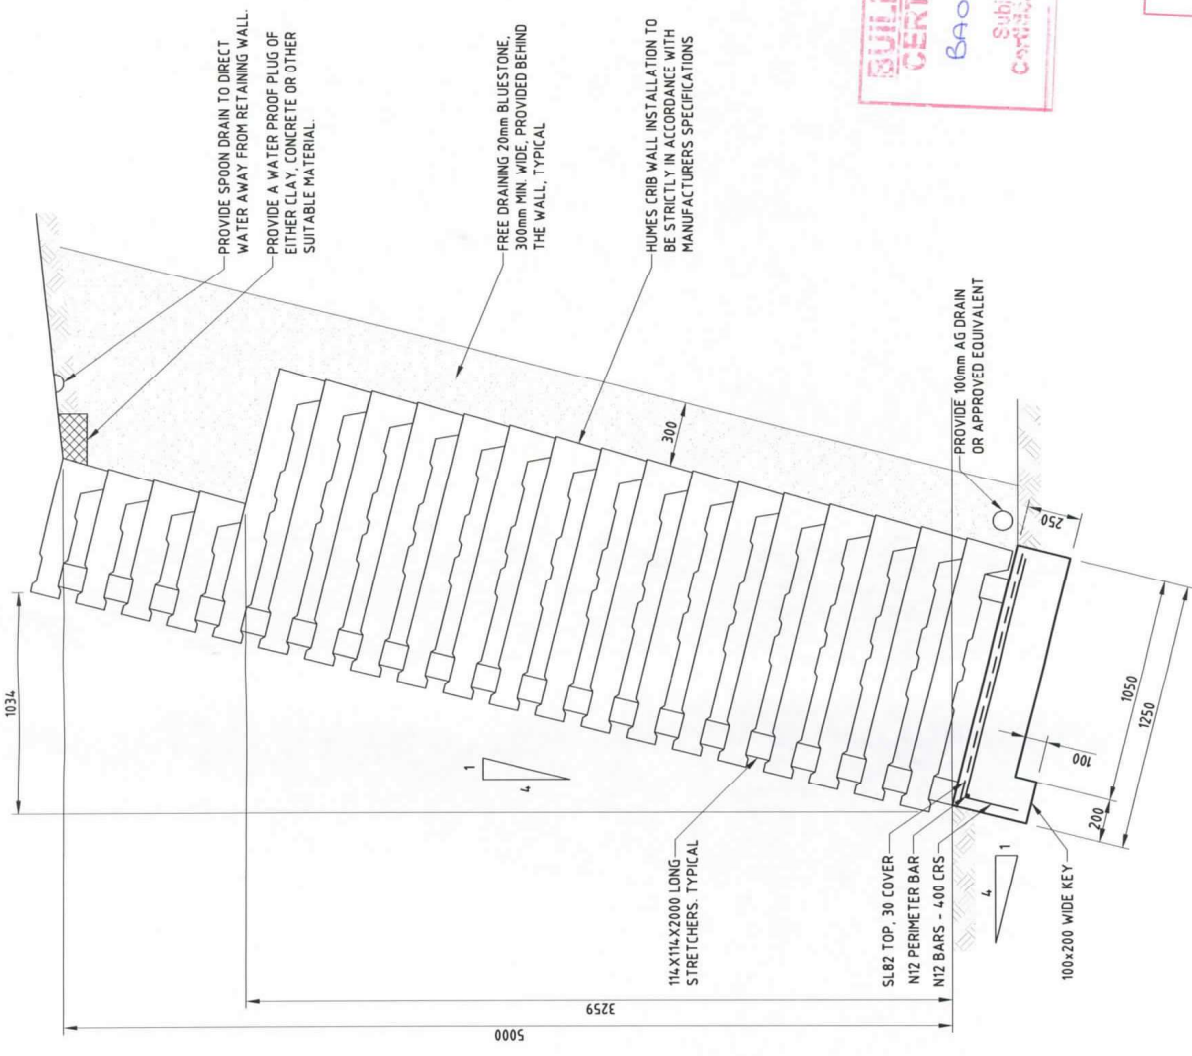 1034
PROVIDE SPOON DRAIN TO DIRECT
WATER AWAY FROM RETAINING WALL.
PROVIDE A WATER PROOF PLUG OF
EITHER CLAY, CONCRETE OR OTHER
SUITABLE MATERIAL.
FREE DRAINING 20mm BLUESTONE,
300mm MIN. WIDE, PROVIDED BEHIND
THE WALL, TYPICAL
HUMES CRIB WALL INSTALLATION TO
BE STRICTLY IN ACCORDANCE WITH
MANUFACTURERS SPECIFICATIONS
300
PROVIDE 100mm AG DRAIN
OR APPROVED EQUIVALENT
250
1
4
114X114X2000 LONG
STRETCHERS. TYPICAL
SL82 TOP, 30 COVER
N12 PERIMETER BAR
N12 BARS - 400 CRS
4
1
100x200 WIDE KEY
200
100
1050
1250
3259
5000